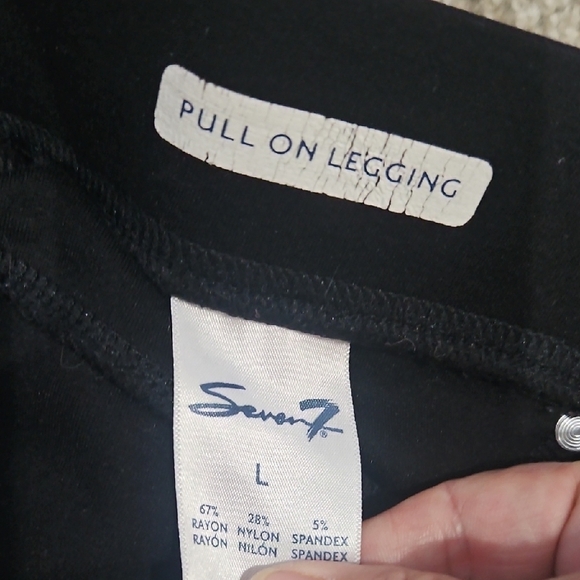 PULL ON LEGGING
Seven7®
L
67% 28% 5%
RAYON NYLON SPANDEX
RAYÓN NILÓN SPANDEX